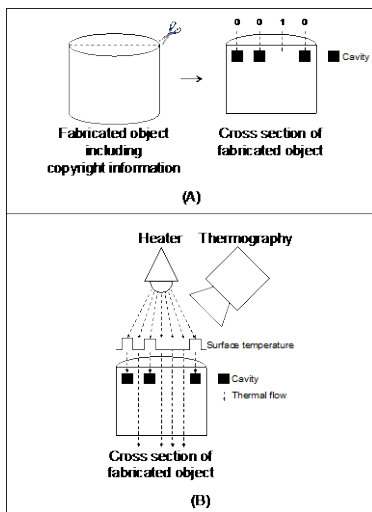 0 0 1 0
Cavity
Fabricated object
including
copyright information
Cross section of
fabricated object
(A)
Heater
Thermography
Surface temperature
Cavity
Thermal flow
Cross section of
fabricated object
(B)